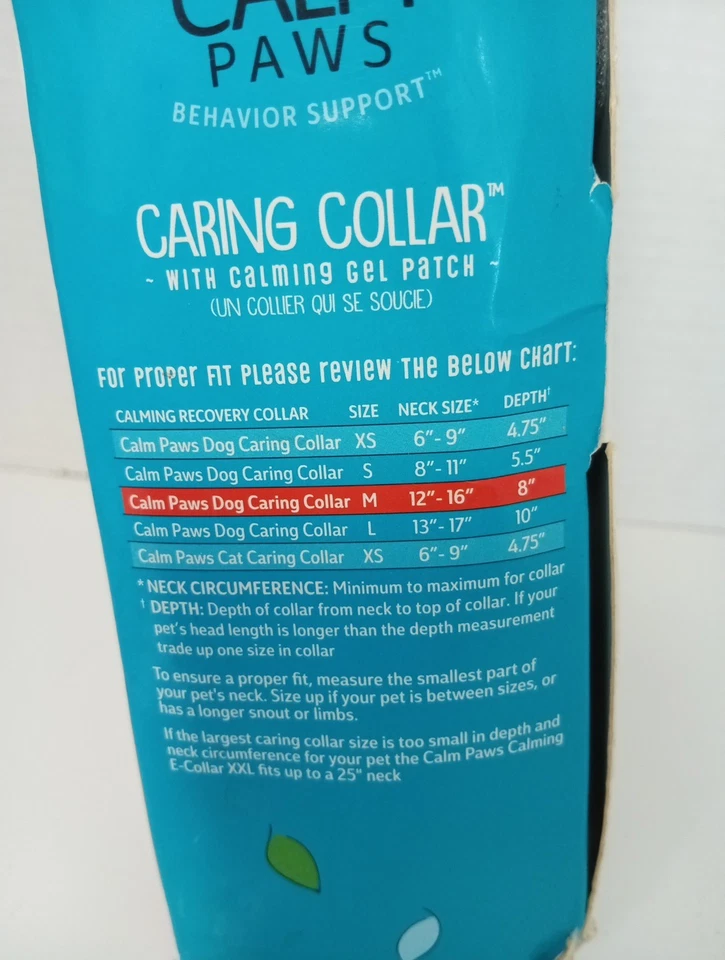 CALM
PAWS
BEHAVIOR SUPPORT™
CARING COLLAR™
~ WITH CALMING GEL PATCH ~
(UN COLLIER QUI SE SOUCIE)
FOR PROPER FIT PLEASE REVIEW THE BELOW CHART:
CALMING RECOVERY COLLAR SIZE NECK SIZE* DEPTH†
Calm Paws Dog Caring Collar XS 6"- 9" 4.75"
Calm Paws Dog Caring Collar S 8"- 11" 5.5"
Calm Paws Dog Caring Collar M 12"- 16" 8"
Calm Paws Dog Caring Collar L 13"- 17" 10"
Calm Paws Cat Caring Collar XS 6"- 9" 4.75"
* NECK CIRCUMFERENCE: Minimum to maximum for collar
† DEPTH: Depth of collar from neck to top of collar. If your
pet's head length is longer than the depth measurement
trade up one size in collar
To ensure a proper fit, measure the smallest part of
your pet's neck. Size up if your pet is between sizes, or
has a longer snout or limbs.
If the largest caring collar size is too small in depth and
neck circumference for your pet the Calm Paws Calming
E-Collar XXL fits up to a 25" neck